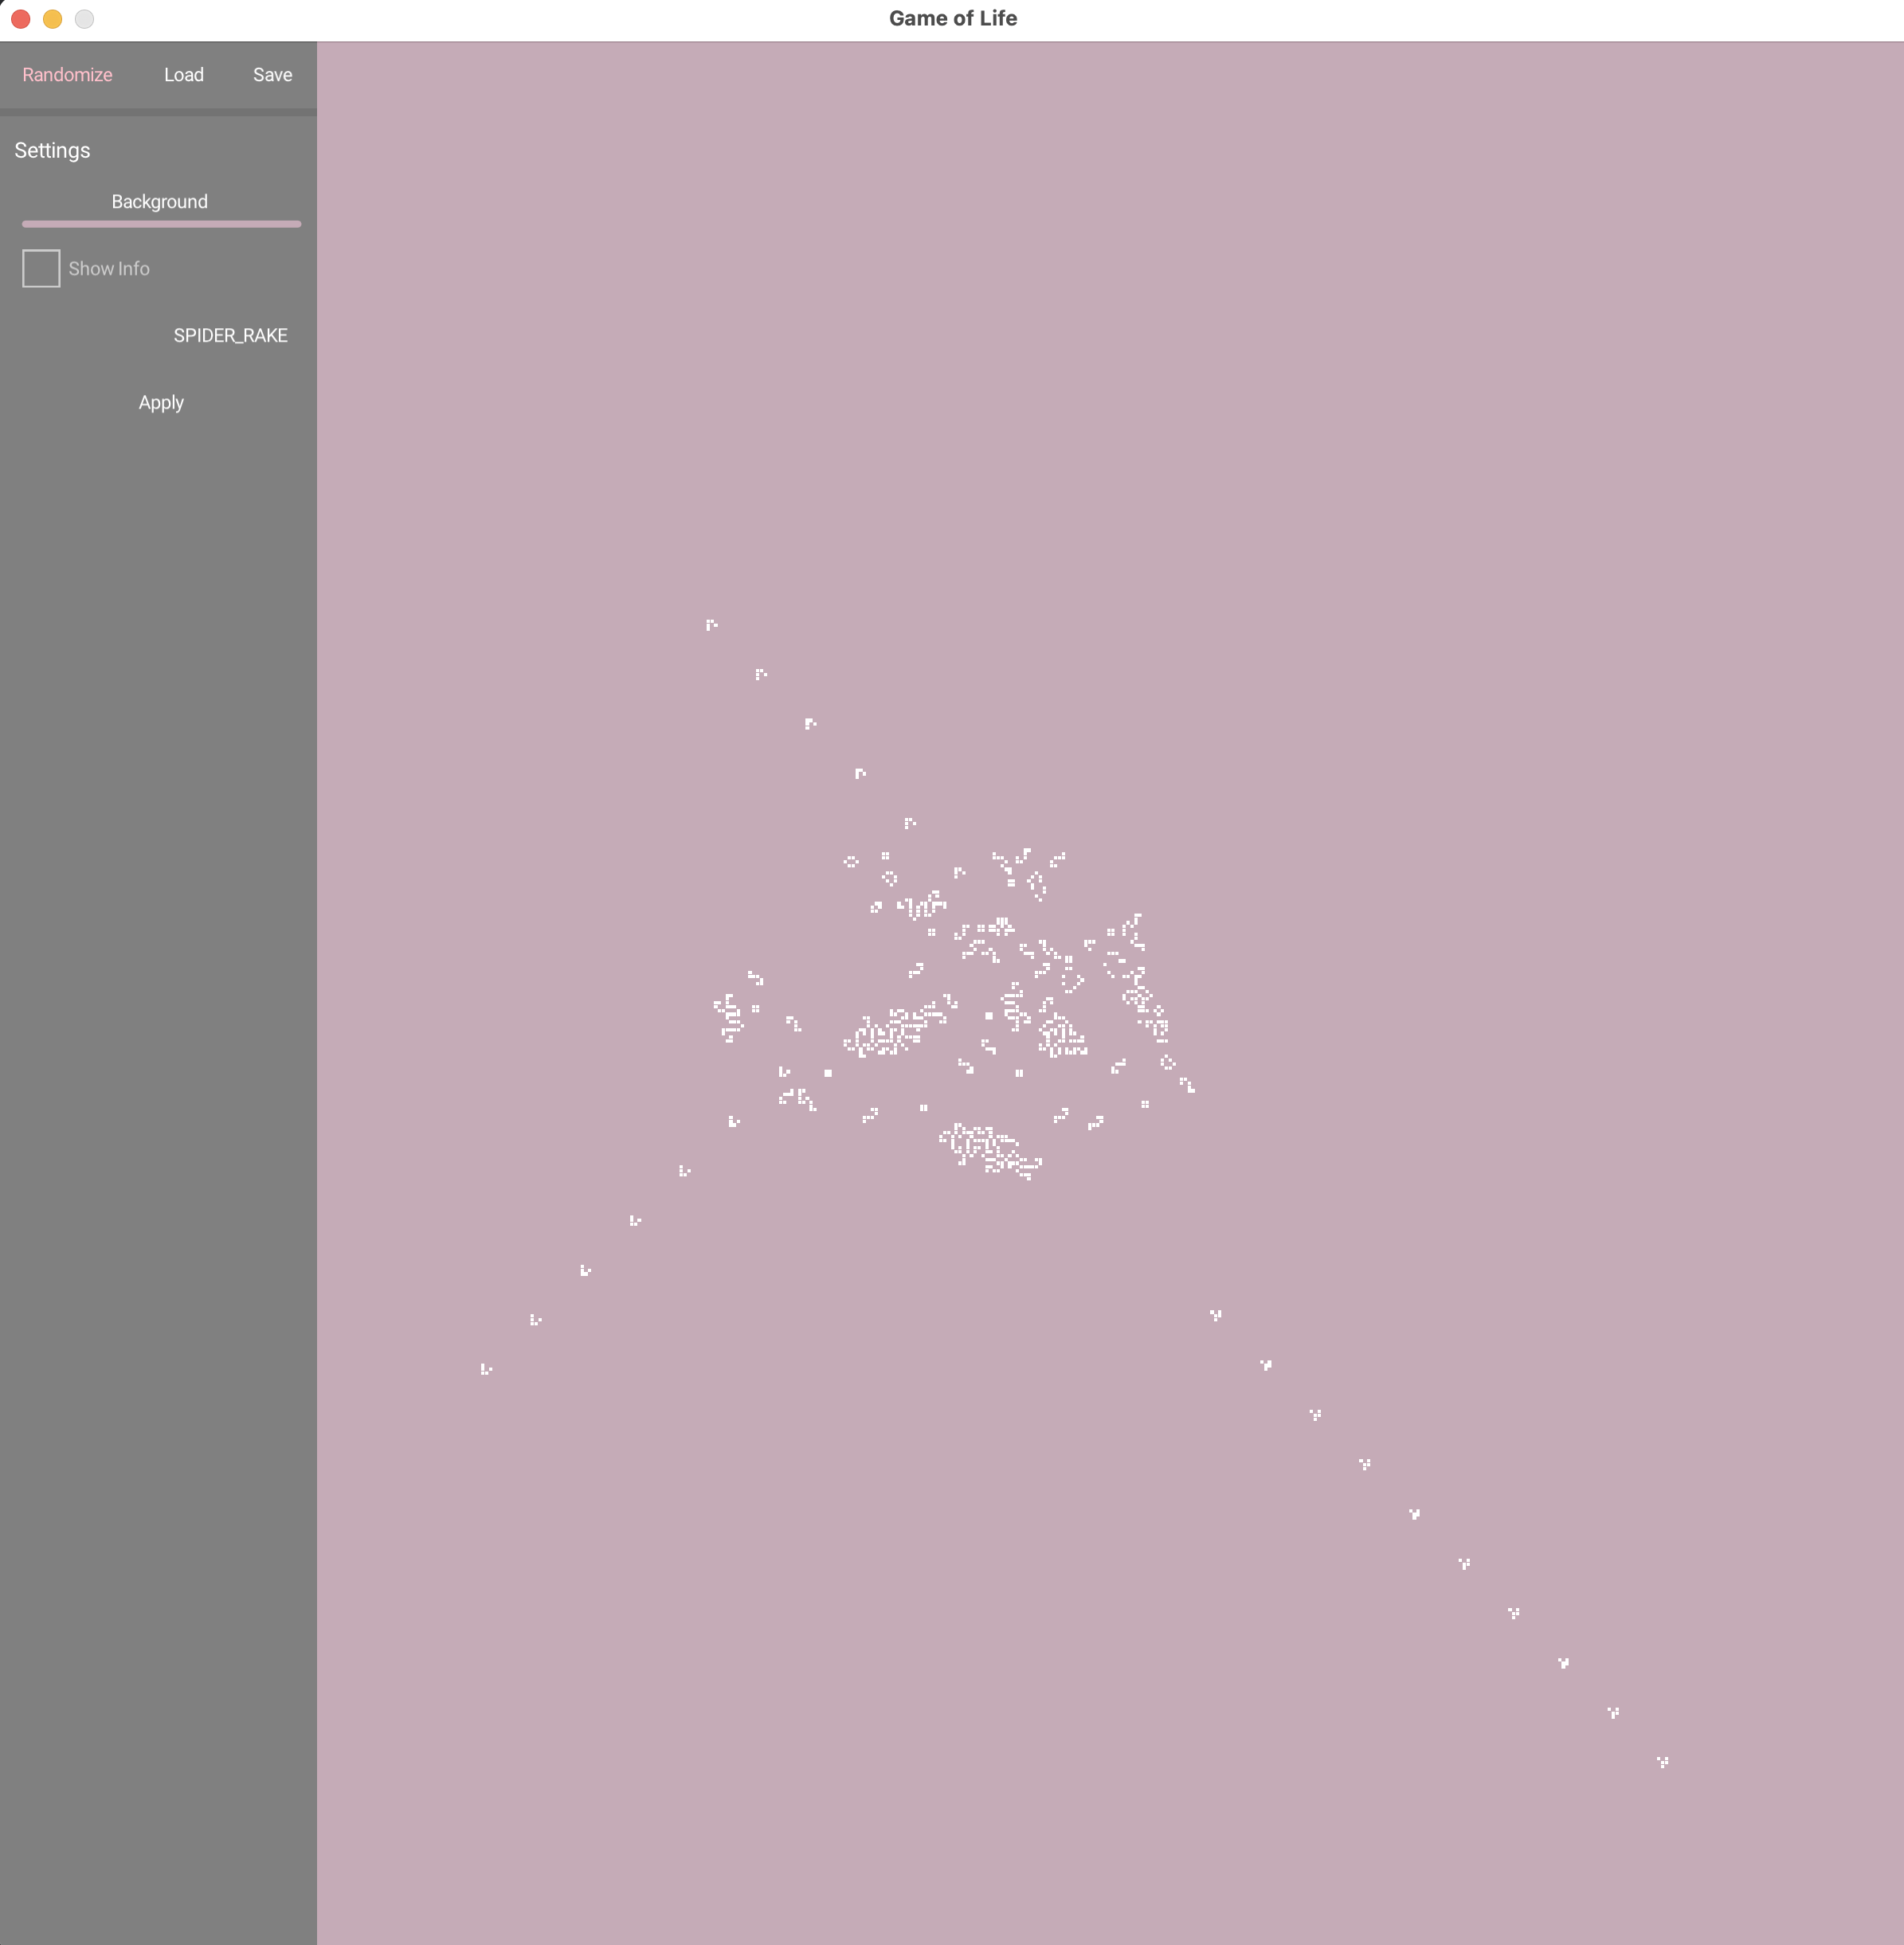 Game of Life
Randomize Load Save
Settings
Background
Show Info
SPIDER_RAKE
Apply